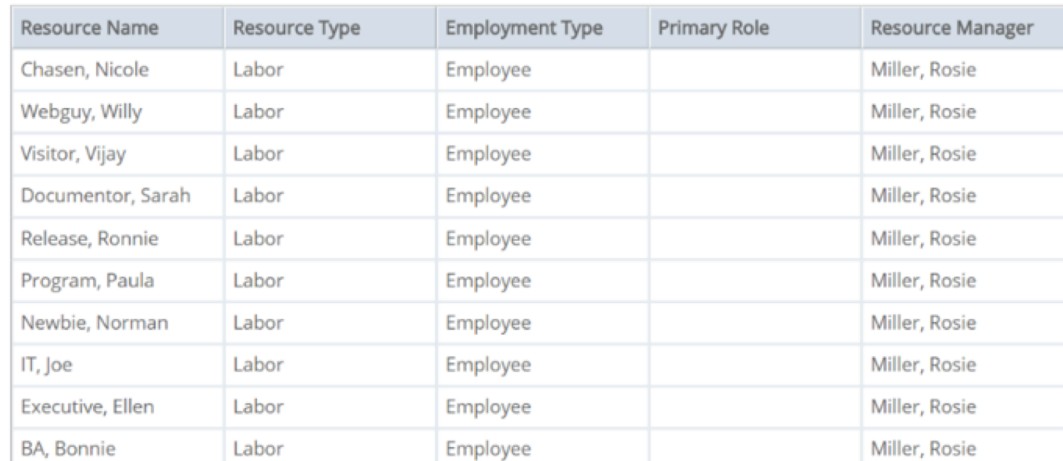 Resource Name Resource Type Employment Type Primary Role Resource Manager
Chasen, Nicole Labor Employee Miller, Rosie
Webguy, Willy Labor Employee Miller, Rosie
Visitor, Vijay Labor Employee Miller, Rosie
Documentor, Sarah Labor Employee Miller, Rosie
Release, Ronnie Labor Employee Miller, Rosie
Program, Paula Labor Employee Miller, Rosie
Newbie, Norman Labor Employee Miller, Rosie
IT, Joe Labor Employee Miller, Rosie
Executive, Ellen Labor Employee Miller, Rosie
BA, Bonnie Labor Employee Miller, Rosie